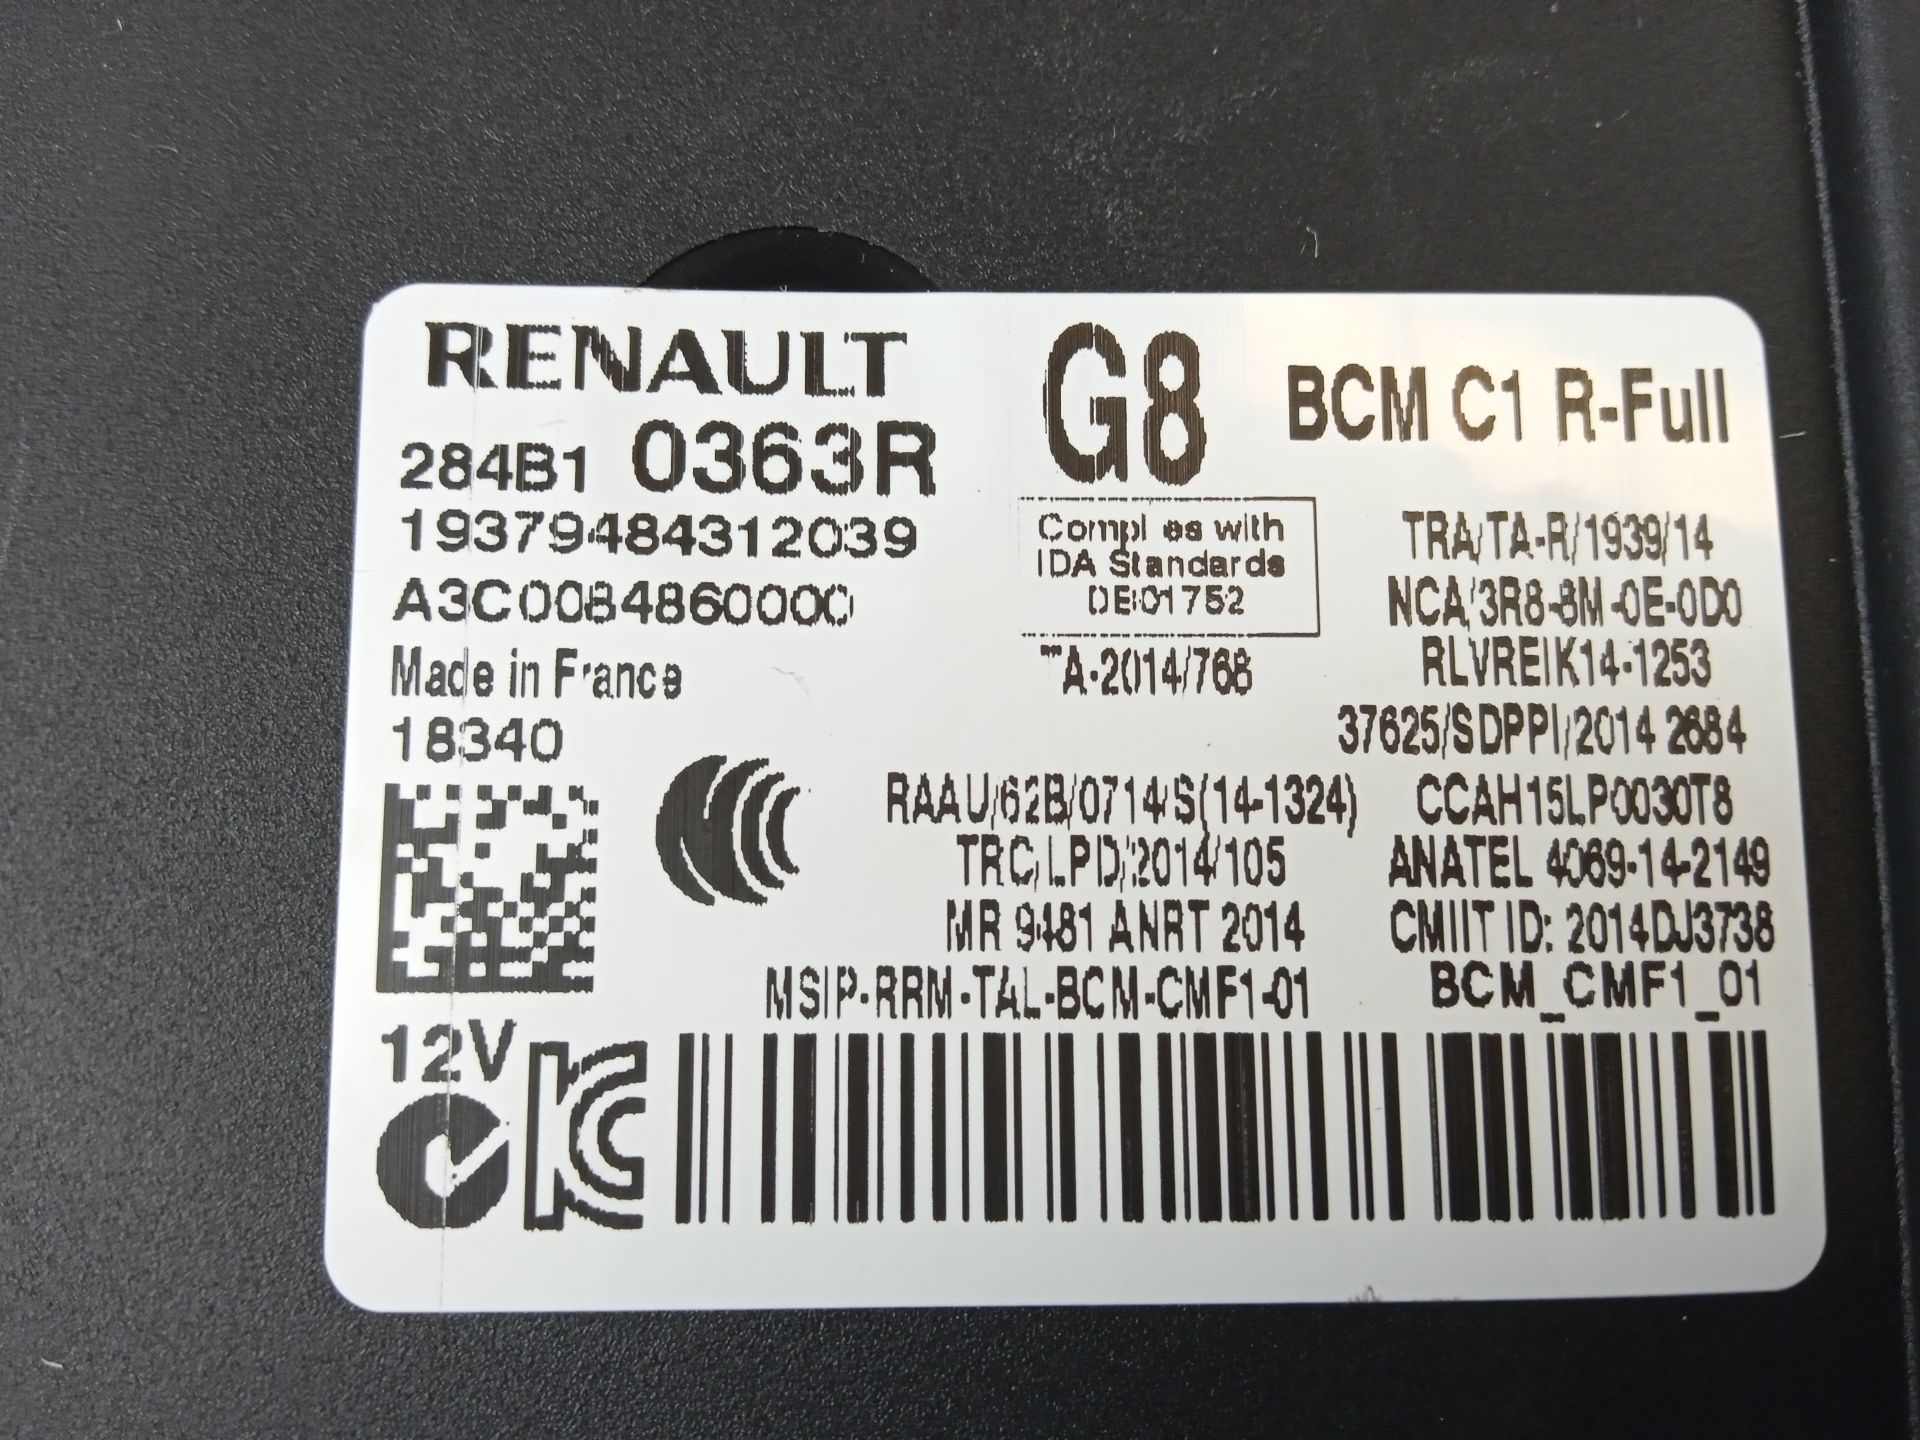 RENAULT
284B1 0363R
19379484312039
A3C0084860000
Made in France
18340
12V
G8
BCM C1 R-Full
Complies with
IDA Standards
DB01752
TA-2014/768
TRA/TA-R/1939/14
NCA/3R8-8M-0E-0D0
RLVREIK14-1253
37625/SDPPI/2014 2684
RAAU/62B/0714/S(14-1324)
CCAH15LP0030T8
TRC/LPD/2014/105
ANATEL 4069-14-2149
MR 9481 ANRT 2014
CMIIT ID: 2014DJ3738
MSIP-RRM-TAL-BCM-CMF1-01
BCM_CMF1_01